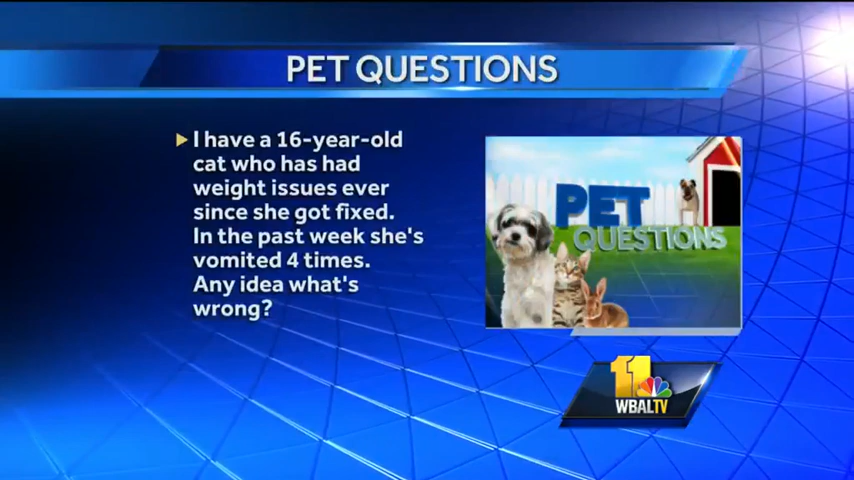 PET QUESTIONS
I have a 16-year-old
cat who has had
weight issues ever
since she got fixed.
In the past week she's
vomited 4 times.
Any idea what's
wrong?
PET
QUESTIONS
11
WBALTV